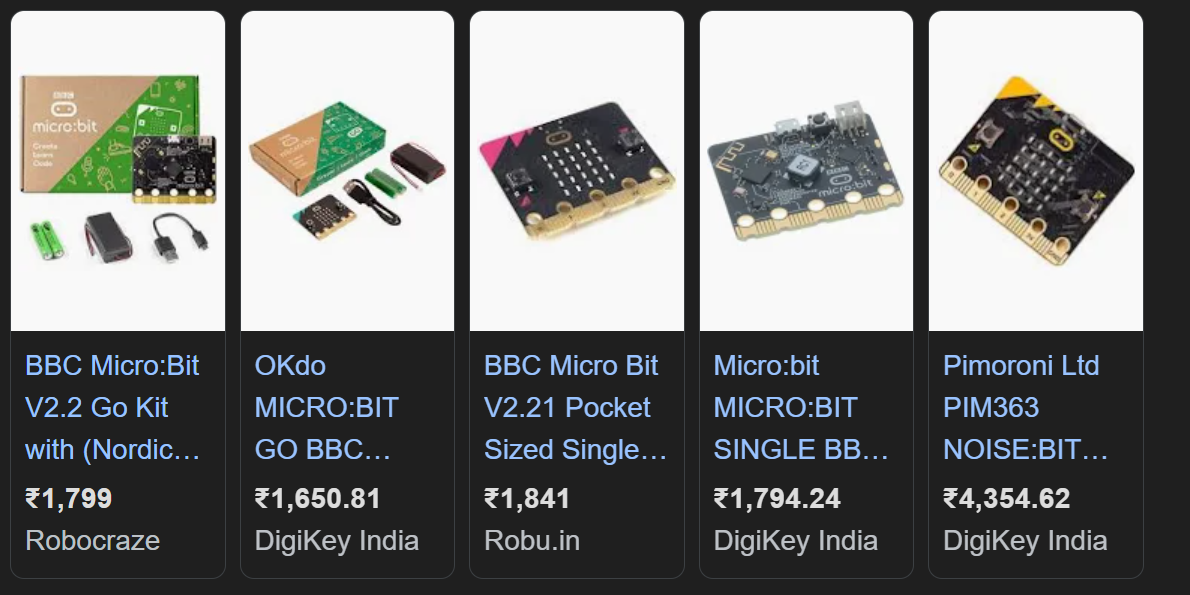 BBC
micro:bit
Create
Learn
Code
micro:bit
micro:bit
BBC Micro:Bit
V2.2 Go Kit
with (Nordic...
₹1,799
Robocraze
OKdo
MICRO:BIT
GO BBC...
₹1,650.81
DigiKey India
BBC Micro Bit
V2.21 Pocket
Sized Single...
₹1,841
Robu.in
Micro:bit
MICRO:BIT
SINGLE BB...
₹1,794.24
DigiKey India
Pimoroni Ltd
PIM363
NOISE:BIT...
₹4,354.62
DigiKey India